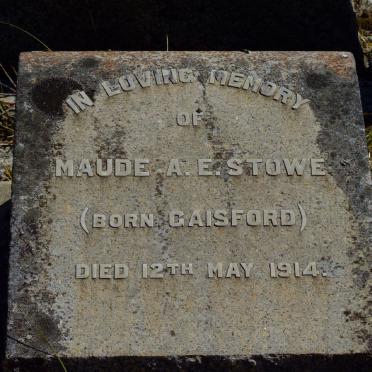 IN LOVING MEMORY
OF
MAUDE A. E. STOWE.
(BORN GAISFORD)
DIED 12TH MAY 1914.